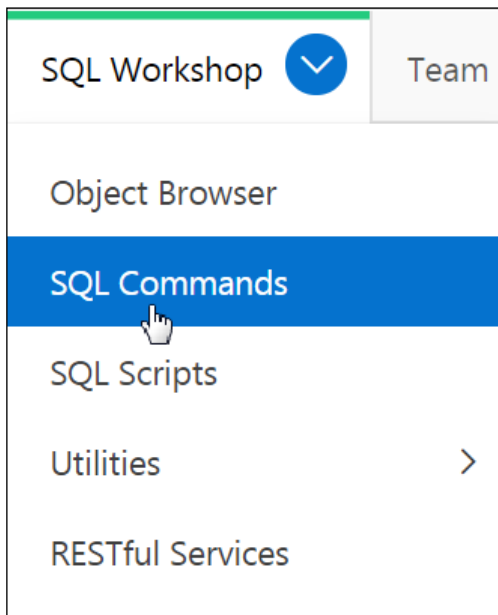 SQL Workshop Team
Object Browser
SQL Commands
SQL Scripts
Utilities
RESTful Services